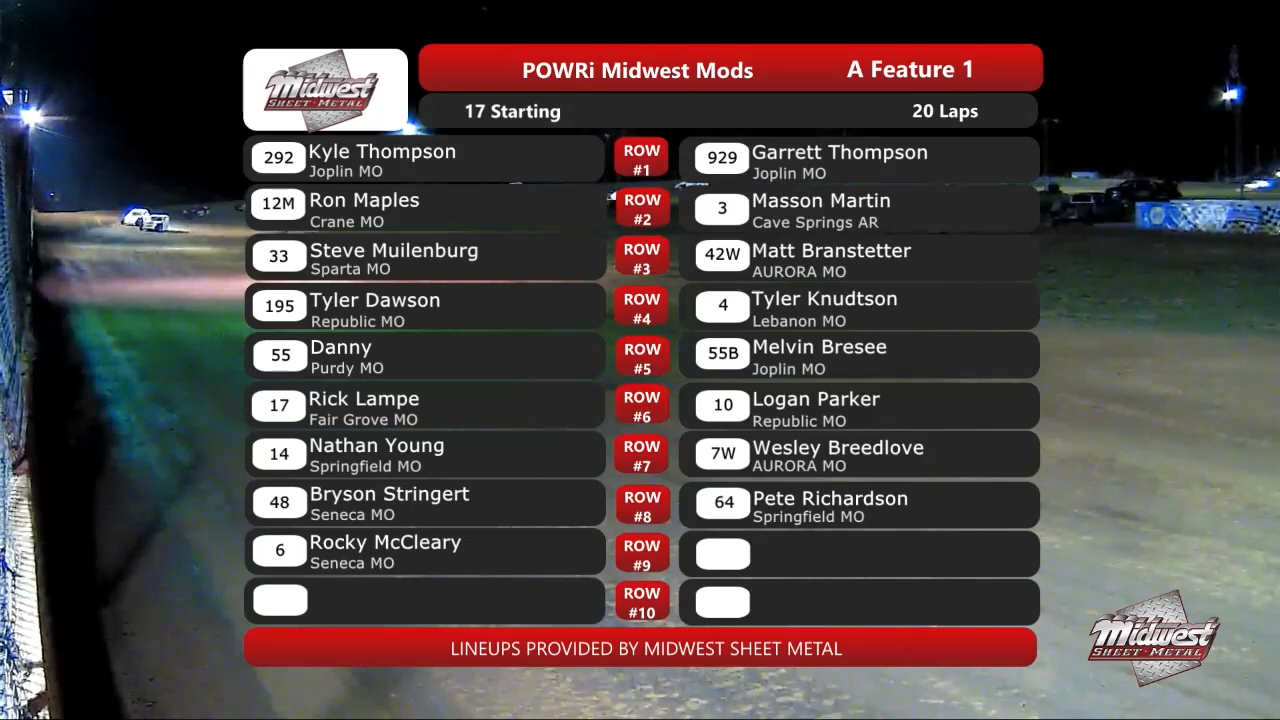 Midwest
SHEET-METAL
POWRi Midwest Mods A Feature 1
17 Starting 20 Laps
292 Kyle Thompson ROW 929 Garrett Thompson
Joplin MO #1 Joplin MO
12M Ron Maples ROW 3 Masson Martin
Crane MO #2 Cave Springs AR
33 Steve Muilenburg ROW 42W Matt Branstetter
Sparta MO #3 AURORA MO
195 Tyler Dawson ROW 4 Tyler Knudtson
Republic MO #4 Lebanon MO
55 Danny ROW 55B Melvin Bresee
Purdy MO #5 Joplin MO
17 Rick Lampe ROW 10 Logan Parker
Fair Grove MO #6 Republic MO
14 Nathan Young ROW 7W Wesley Breedlove
Springfield MO #7 AURORA MO
48 Bryson Stringert ROW 64 Pete Richardson
Seneca MO #8 Springfield MO
6 Rocky McCleary ROW
Seneca MO #9
ROW
#10
LINEUPS PROVIDED BY MIDWEST SHEET METAL
Midwest
SHEET-METAL